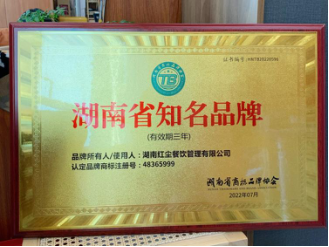 湖南省知名品牌
(有效期三年)
品牌所有人/使用人：湖南红尘餐饮管理有限公司
认定品牌商标注册号：48365999
湖南省商标品牌协会
2022年07月